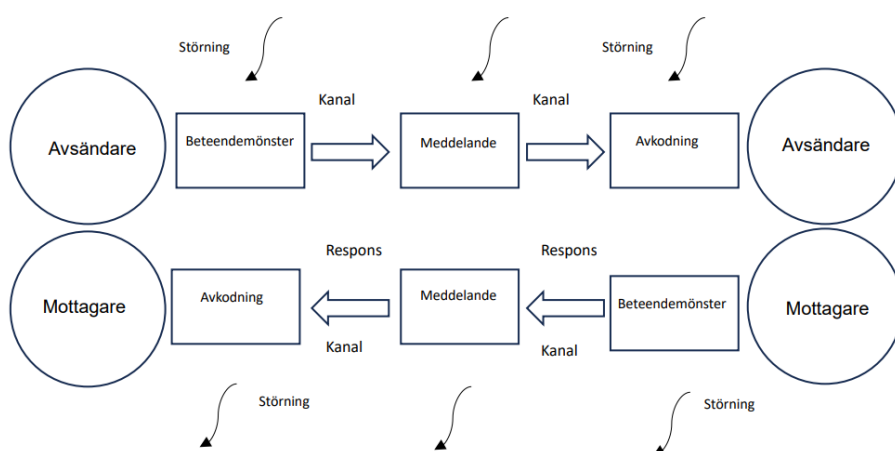 Störning
Störning
Kanal
Kanal
Avsändare
Beteendemönster
Meddelande
Avkodning
Avsändare
Respons
Respons
Mottagare
Avkodning
Meddelande
Beteendemönster
Mottagare
Kanal
Kanal
Störning
Störning